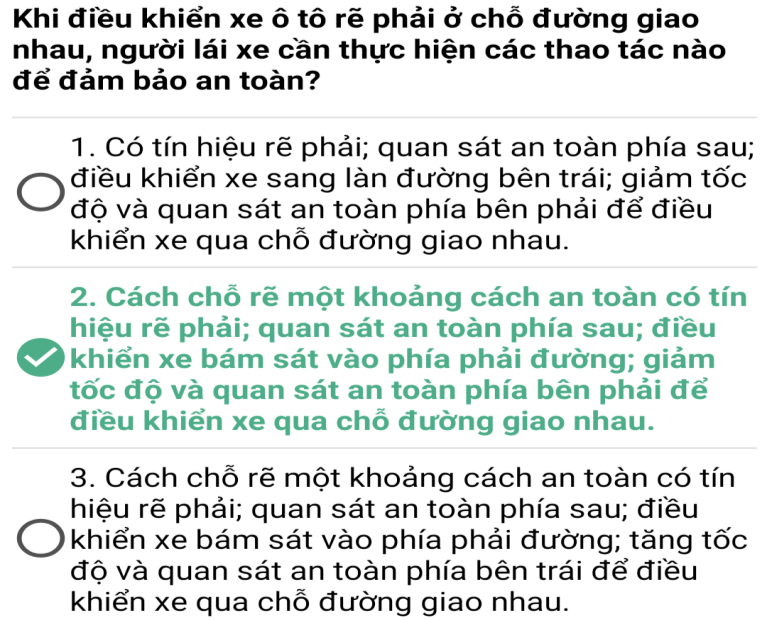 Khi điều khiển xe ô tô rẽ phải ở chỗ đường giao
nhau, người lái xe cần thực hiện các thao tác nào
để đảm bảo an toàn?
1. Có tín hiệu rẽ phải; quan sát an toàn phía sau;
điều khiển xe sang làn đường bên trái; giảm tốc
độ và quan sát an toàn phía bên phải để điều
khiển xe qua chỗ đường giao nhau.
2. Cách chỗ rẽ một khoảng cách an toàn có tín
hiệu rẽ phải; quan sát an toàn phía sau; điều
khiển xe bám sát vào phía phải đường; giảm
tốc độ và quan sát an toàn phía bên phải để
điều khiển xe qua chỗ đường giao nhau.
3. Cách chỗ rẽ một khoảng cách an toàn có tín
hiệu rẽ phải; quan sát an toàn phía sau; điều
khiển xe bám sát vào phía phải đường; tăng tốc
độ và quan sát an toàn phía bên trái để điều
khiển xe qua chỗ đường giao nhau.